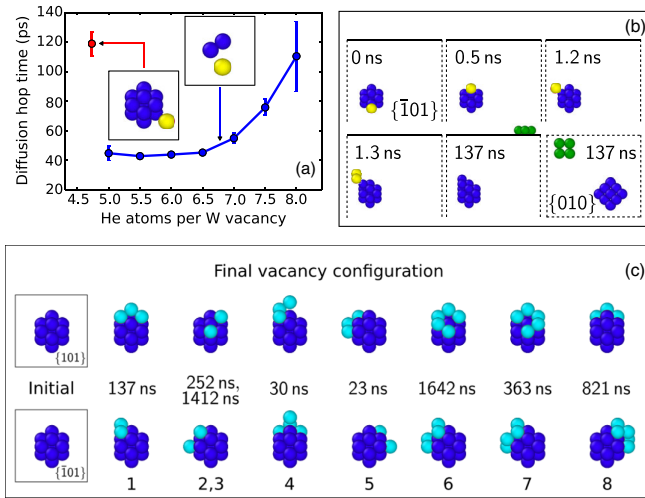 140
120
100
80
60
40
20
Diffusion hop time (ps)
4.5 5.0 5.5 6.0 6.5 7.0 7.5 8.0
He atoms per W vacancy
(a)
(b)
0 ns 0.5 ns 1.2 ns
{1̅01}
1.3 ns 137 ns 137 ns
{010}
(c)
Final vacancy configuration
{101}
Initial 137 ns 252 ns, 1412 ns 30 ns 23 ns 1642 ns 363 ns 821 ns
{1̅01}
1 2,3 4 5 6 7 8